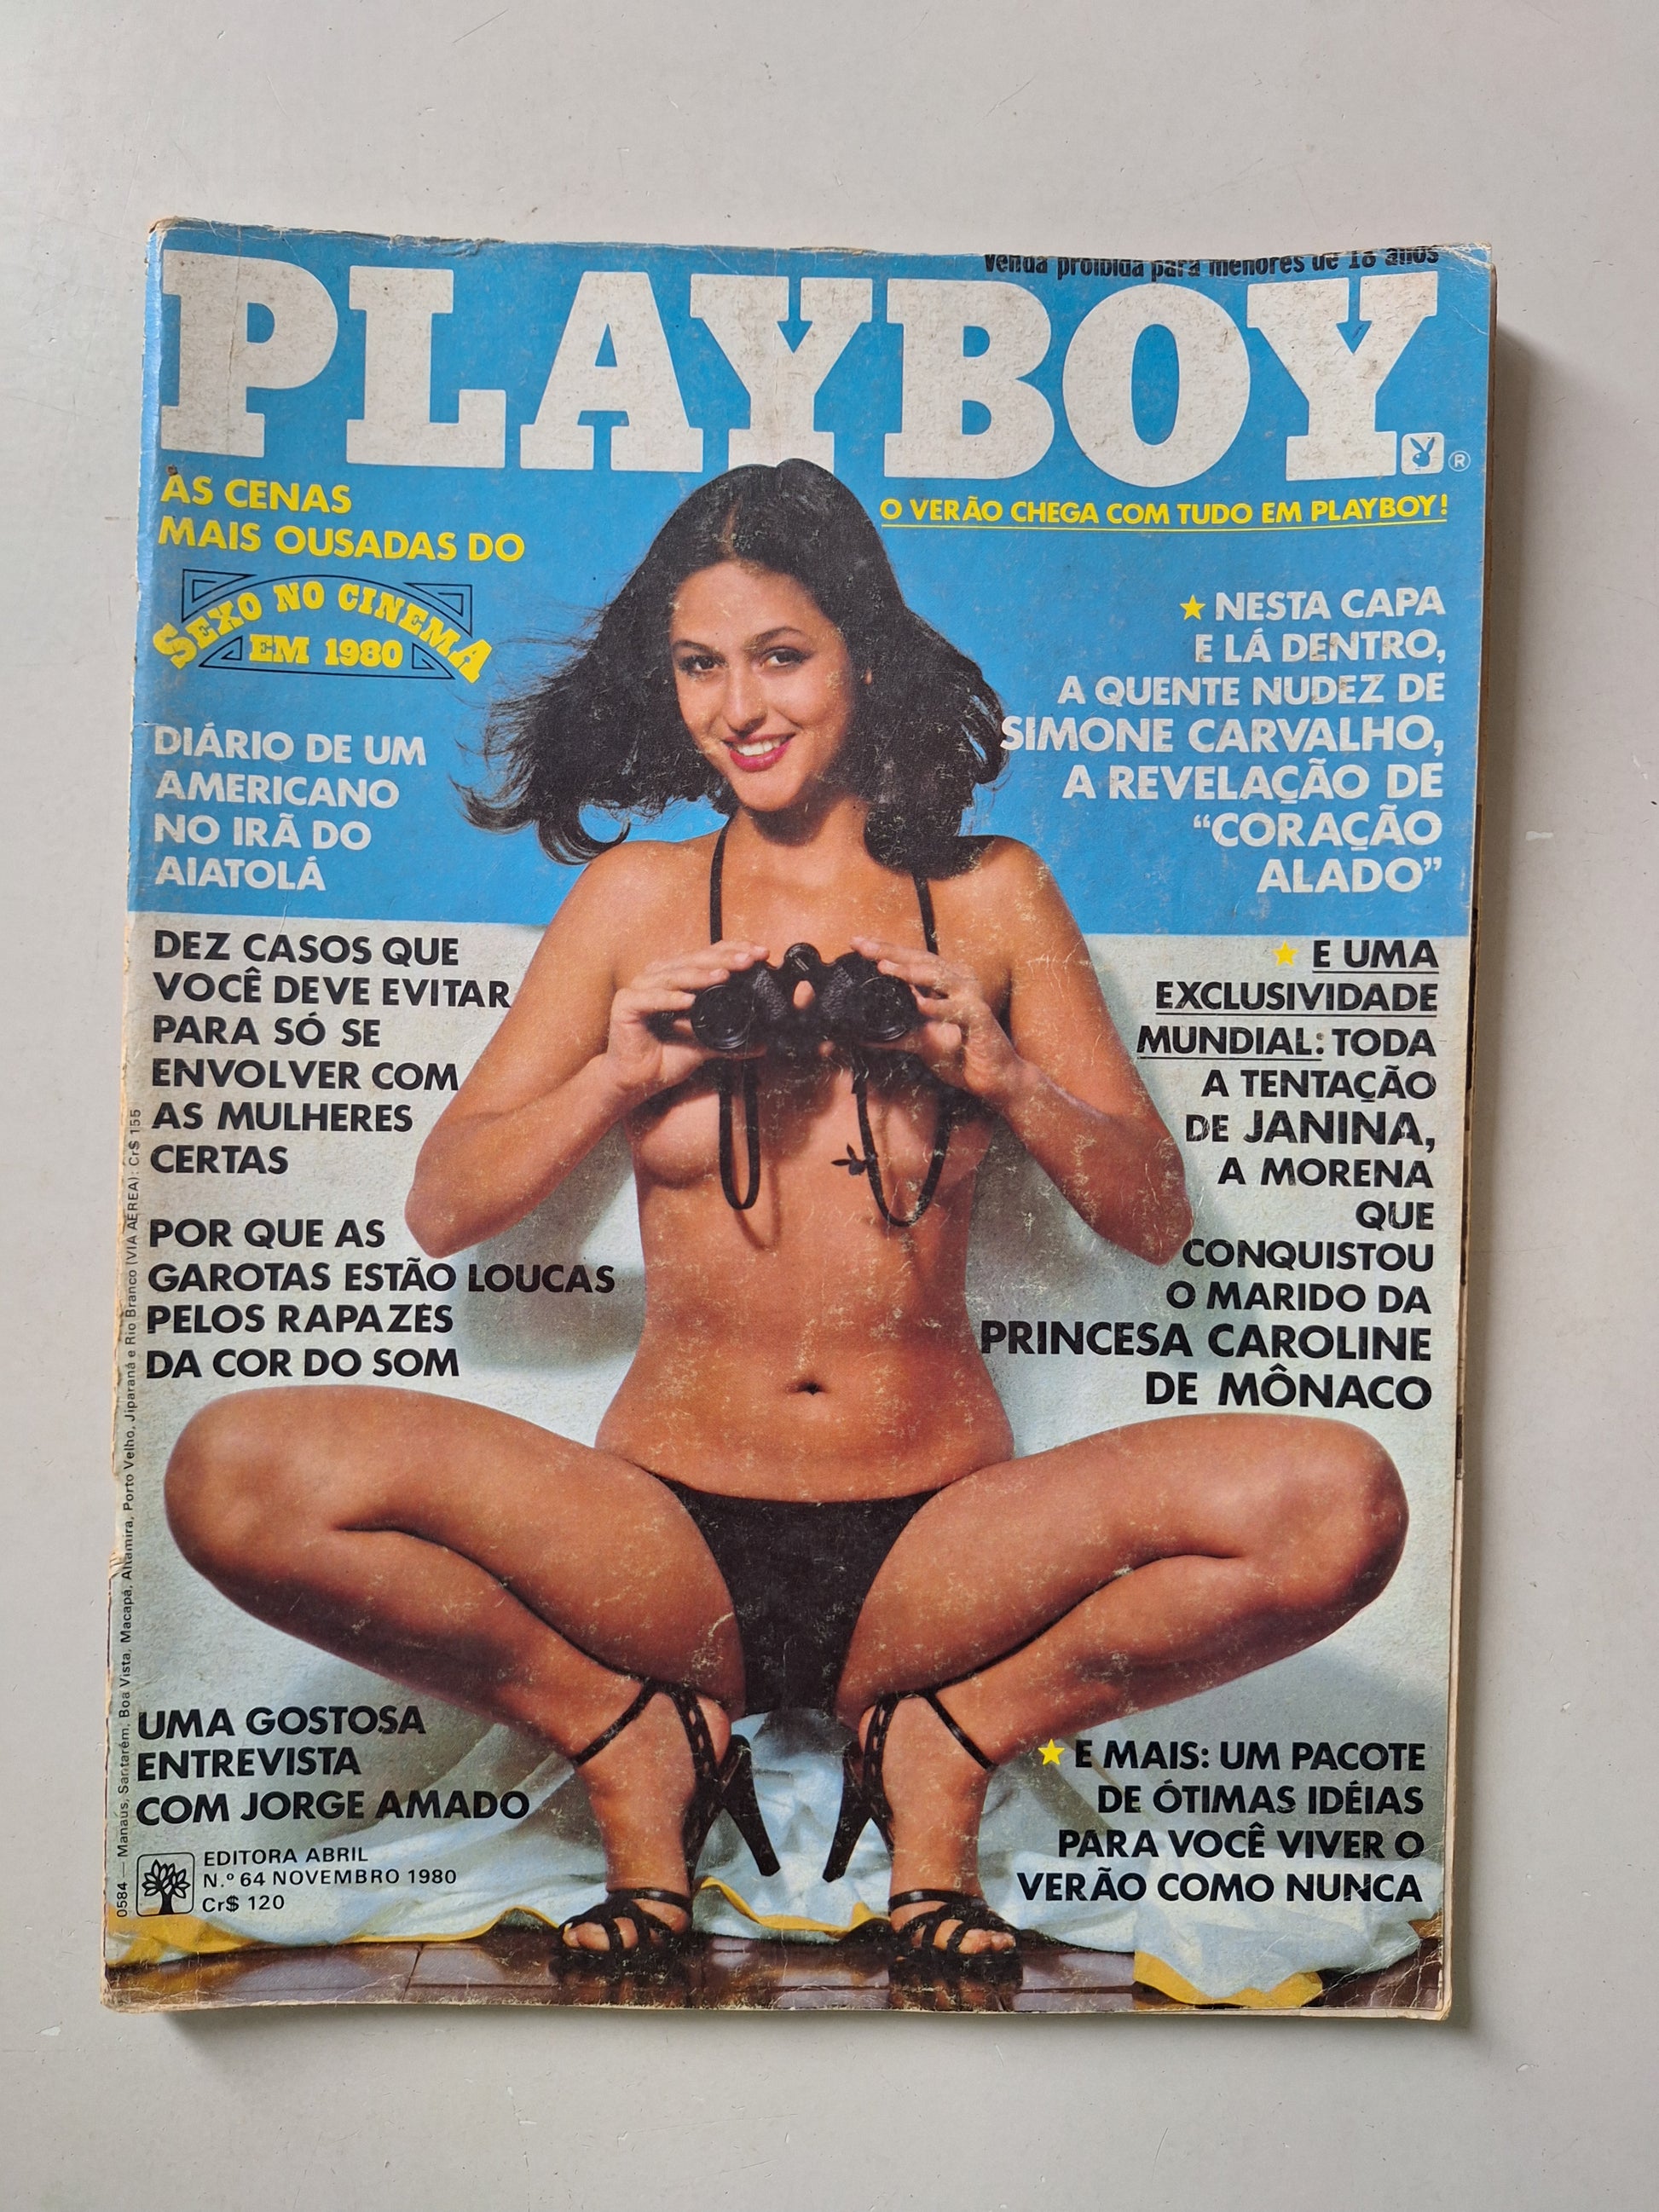 Venda proibida para menores de 18 anos
PLAYBOY
®
ÀS CENAS
MAIS OUSADAS DO
SEXO NO CINEMA
EM 1980
DIÁRIO DE UM
AMERICANO
NO IRÃ DO
AIATOLÁ
DEZ CASOS QUE
VOCÊ DEVE EVITAR
PARA SÓ SE
ENVOLVER COM
AS MULHERES
CERTAS
POR QUE AS
GAROTAS ESTÃO LOUCAS
PELOS RAPAZES
DA COR DO SOM
UMA GOSTOSA
ENTREVISTA
COM JORGE AMADO
EDITORA ABRIL
N.º 64 NOVEMBRO 1980
Cr$ 120
0584 — Manaus, Santarém, Boa Vista, Macapá, Altamira, Porto Velho, Jiparaná e Rio Branco (VIA AÉREA): Cr$ 155
O VERÃO CHEGA COM TUDO EM PLAYBOY!
★ NESTA CAPA
E LÁ DENTRO,
A QUENTE NUDEZ DE
SIMONE CARVALHO,
A REVELAÇÃO DE
“CORAÇÃO
ALADO”
★ E UMA
EXCLUSIVIDADE
MUNDIAL: TODA
A TENTAÇÃO
DE JANINA,
A MORENA
QUE
CONQUISTOU
O MARIDO DA
PRINCESA CAROLINE
DE MÔNACO
★ E MAIS: UM PACOTE
DE ÓTIMAS IDÉIAS
PARA VOCÊ VIVER O
VERÃO COMO NUNCA